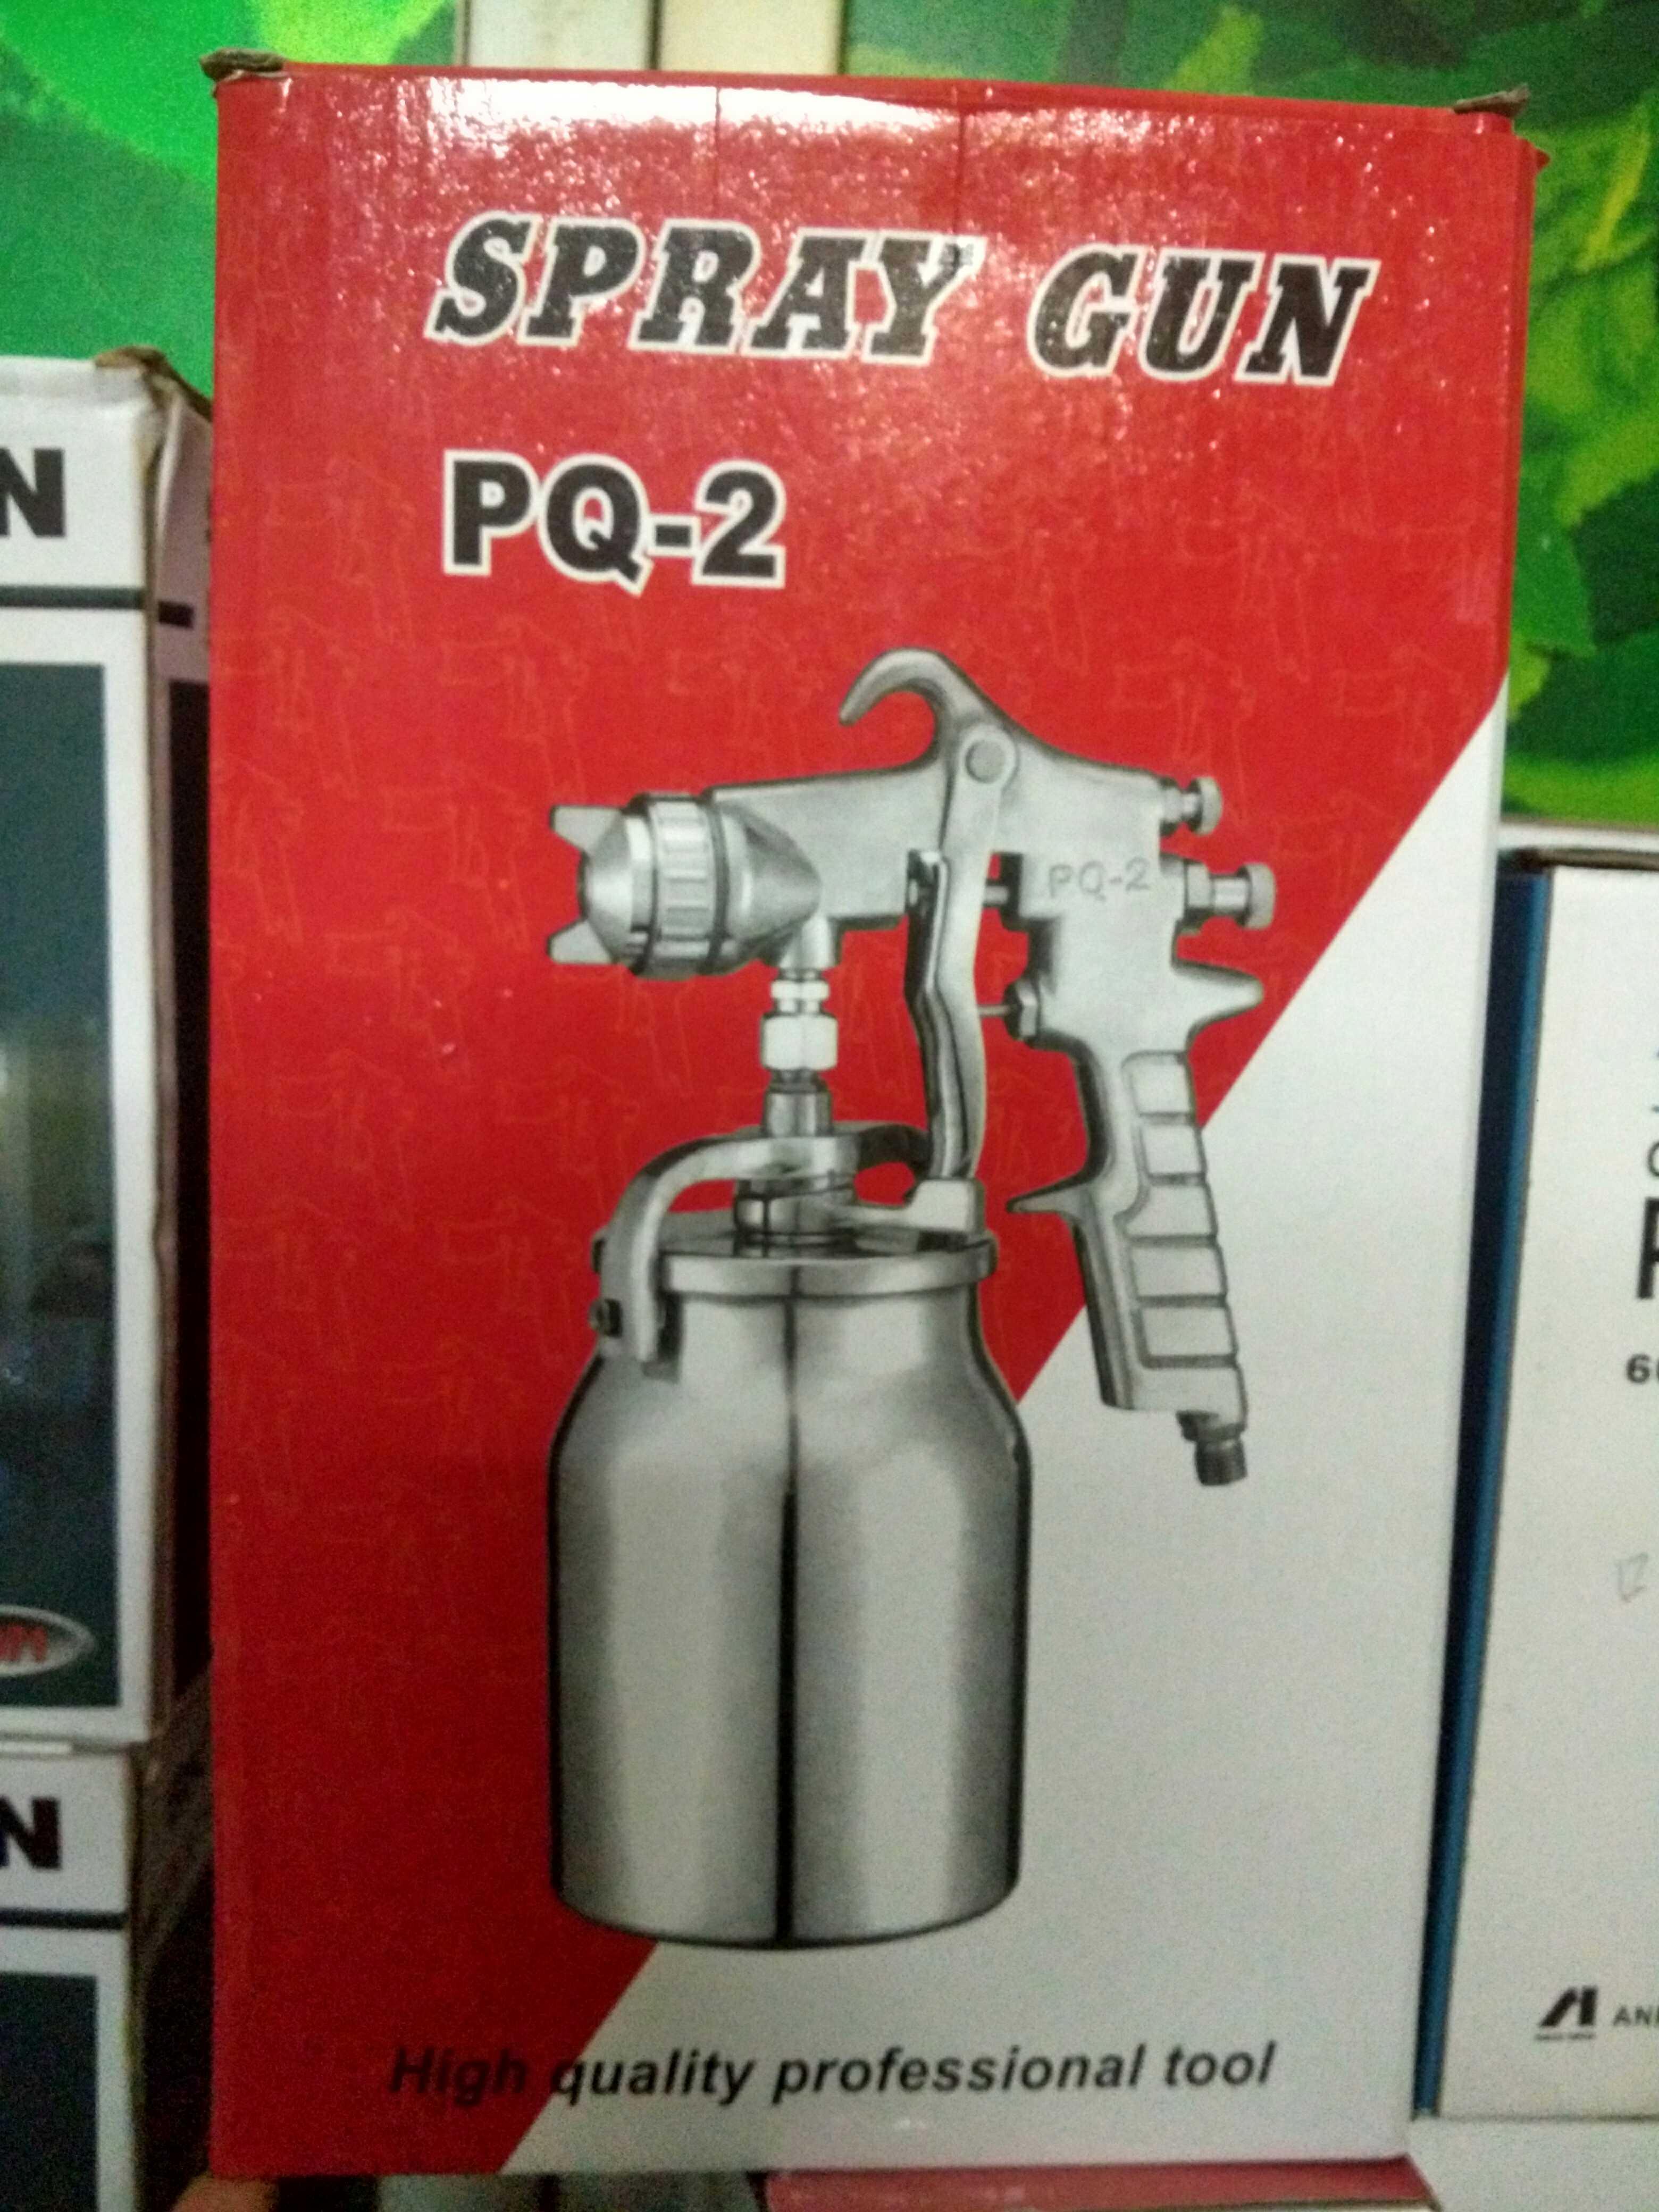 SPRAY GUN
PQ-2
PQ-2
High quality professional tool
N
N